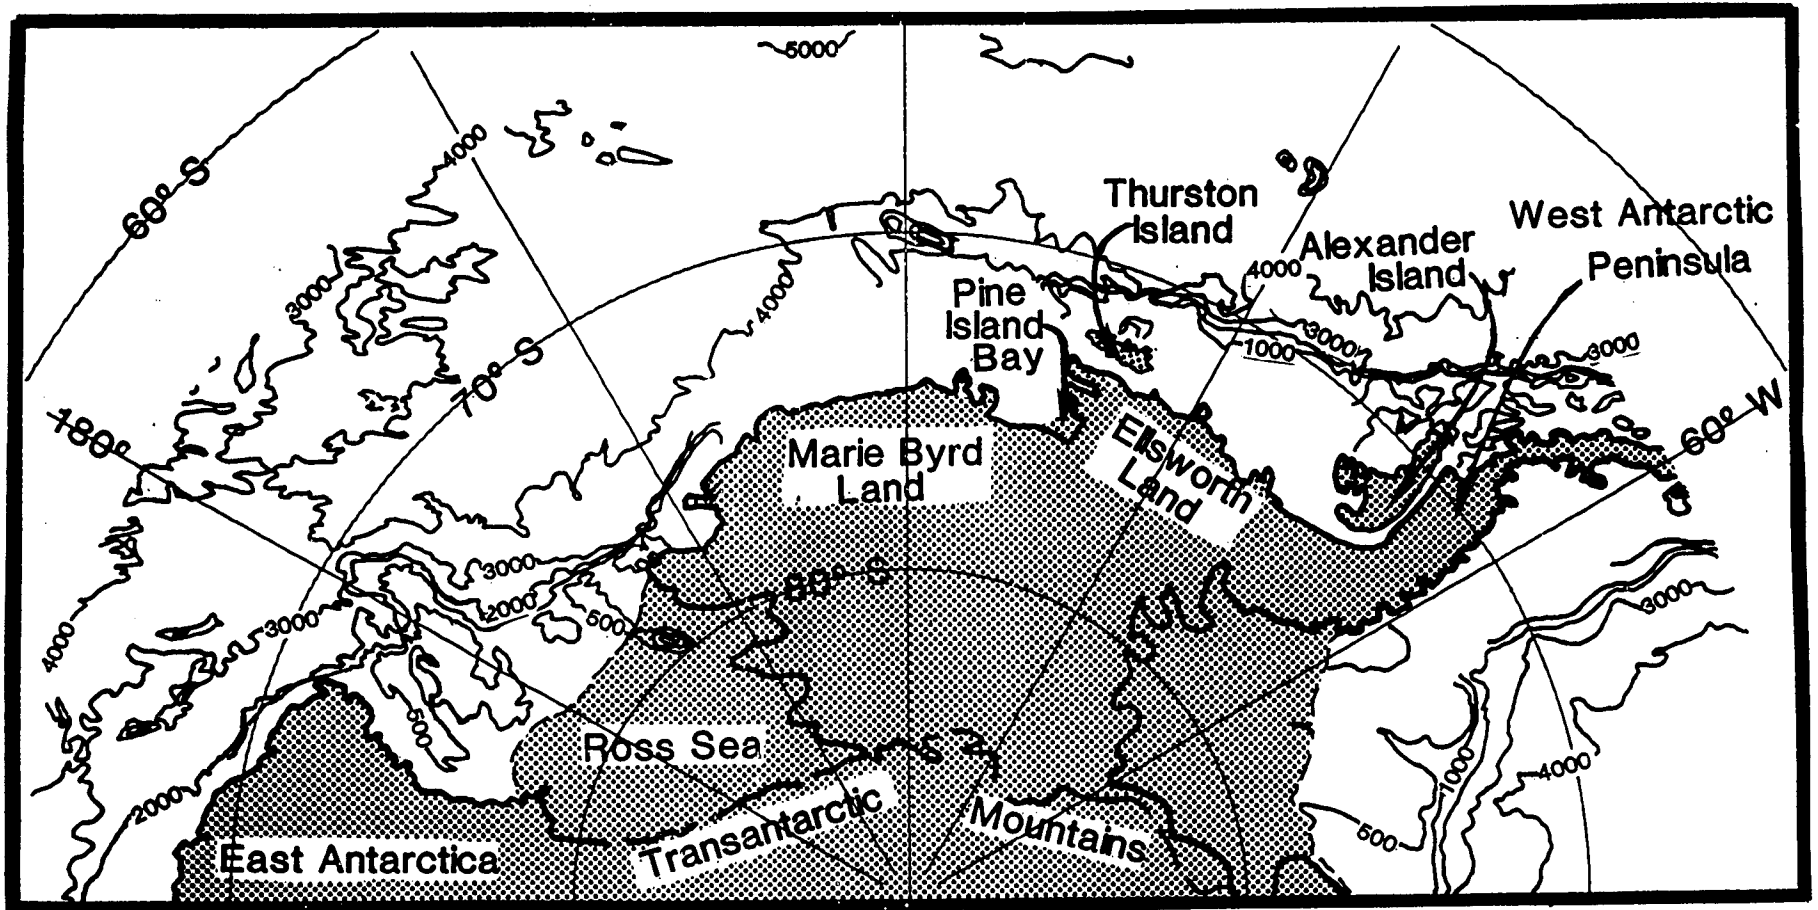 5000
4000
60° S
Thurston
Island
West Antarctic
Peninsula
Alexander
Island
4000
3000
4000
Pine
Island
Bay
3000
1000
3000
70° S
180°
60° W
Marie Byrd
Land
Ellsworth
Land
3000
80° S
2000
500
3000
3000
4000
500
Ross Sea
1000
4000
2000
500
Transantarctic
Mountains
East Antarctica